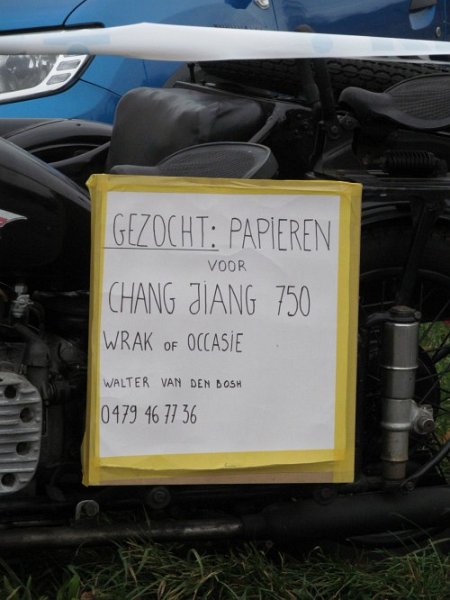 GEZOCHT: PAPIEREN
VOOR
CHANG JIANG 750
WRAK OF OCCASIE
WALTER VAN DEN BOSH
0479 46 77 36